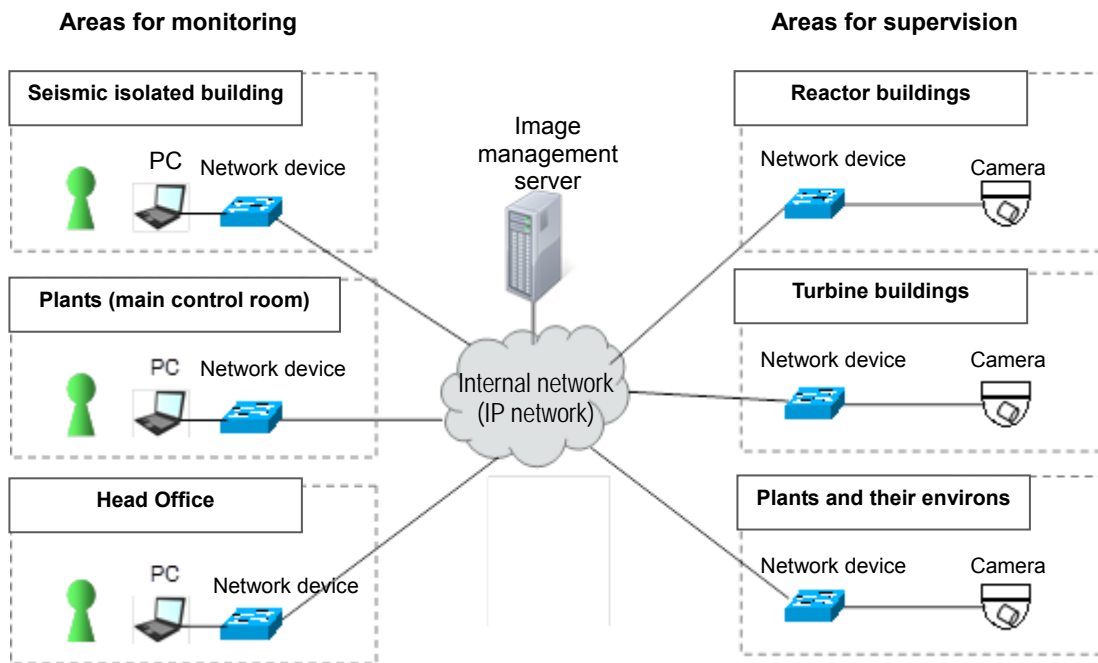 Areas for monitoring
Areas for supervision
Seismic isolated building
PC
Network device
Plants (main control room)
PC
Network device
Head Office
PC
Network device
Image
management
server
Internal network
(IP network)
Reactor buildings
Network device
Camera
Turbine buildings
Network device
Camera
Plants and their environs
Network device
Camera